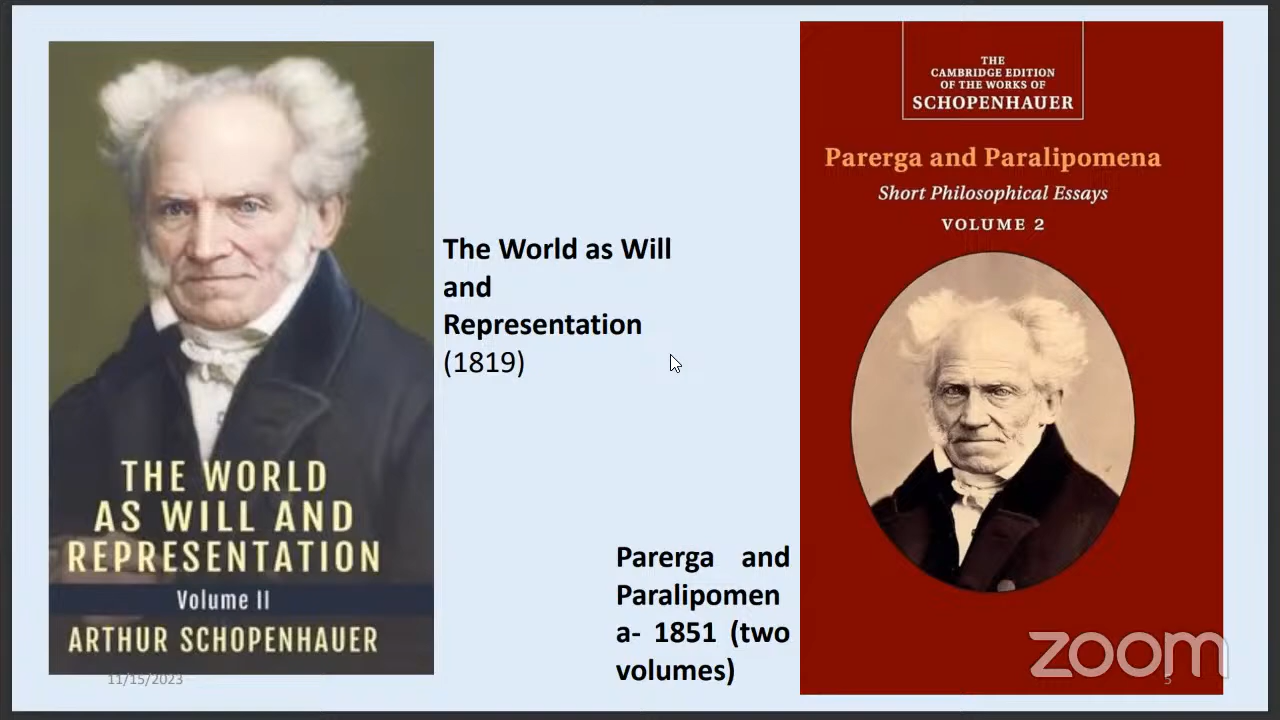 THE WORLD
AS WILL AND
REPRESENTATION
Volume II
ARTHUR SCHOPENHAUER
11/15/2023
The World as Will
and
Representation
(1819)
Parerga and
Paralipomen
a- 1851 (two
volumes)
THE
CAMBRIDGE EDITION
OF THE WORKS OF
SCHOPENHAUER
Parerga and Paralipomena
Short Philosophical Essays
VOLUME 2
zoom
5